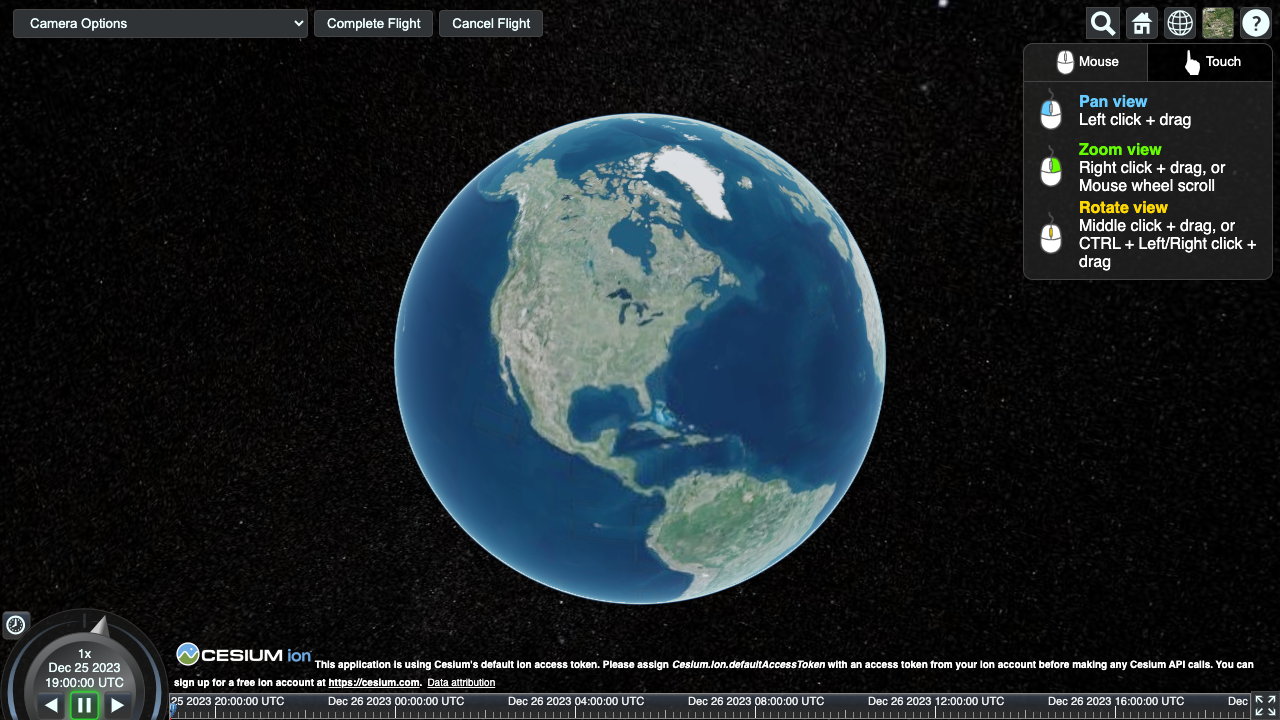 Camera Options
Complete Flight
Cancel Flight
?
Mouse
Touch
Pan view
Left click + drag
Zoom view
Right click + drag, or
Mouse wheel scroll
Rotate view
Middle click + drag, or
CTRL + Left/Right click +
drag
1x
Dec 25 2023
19:00:00 UTC
CESIUM ion
This application is using Cesium's default ion access token. Please assign Cesium.Ion.defaultAccessToken with an access token from your ion account before making any Cesium API calls. You can
sign up for a free ion account at https://cesium.com. Data attribution
25 2023 20:00:00 UTC
Dec 26 2023 00:00:00 UTC
Dec 26 2023 04:00:00 UTC
Dec 26 2023 08:00:00 UTC
Dec 26 2023 12:00:00 UTC
Dec 26 2023 16:00:00 UTC
Dec